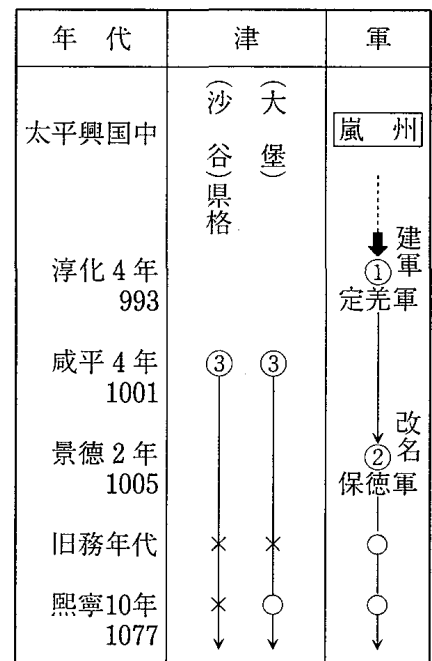 年 代 津 軍
太平興国中
(沙谷)県格
(大堡)
嵐 州
建軍
淳化4年 ①
993 定羌軍
咸平4年 ③ ③
1001
改名
景徳2年 ②
1005 保徳軍
旧務年代 × × ○
熙寧10年 × ○ ○
1077